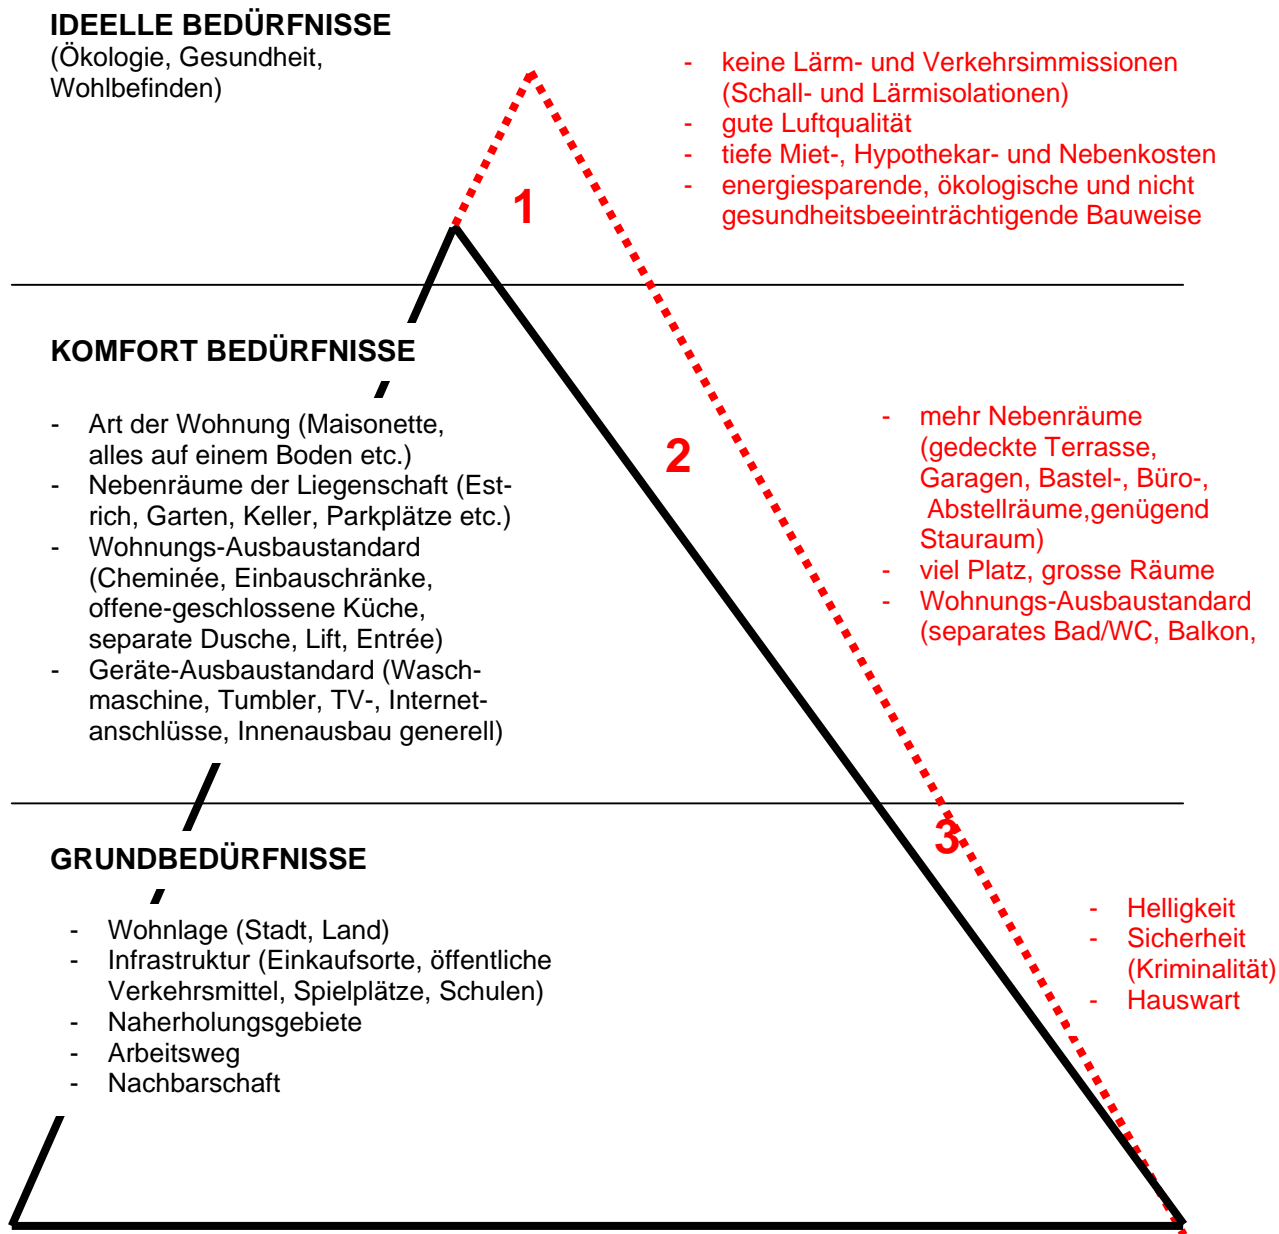 IDEELLE BEDÜRFNISSE
(Ökologie, Gesundheit,
Wohlbefinden)
- keine Lärm- und Verkehrsimmissionen
(Schall- und Lärmisolationen)
- gute Luftqualität
- tiefe Miet-, Hypothekar- und Nebenkosten
- energiesparende, ökologische und nicht
gesundheitsbeeinträchtigende Bauweise
1
KOMFORT BEDÜRFNISSE
- Art der Wohnung (Maisonette,
alles auf einem Boden etc.)
- Nebenräume der Liegenschaft (Est-
rich, Garten, Keller, Parkplätze etc.)
- Wohnungs-Ausbaustandard
(Cheminée, Einbauschränke,
offene-geschlossene Küche,
separate Dusche, Lift, Entrée)
- Geräte-Ausbaustandard (Wasch-
maschine, Tumbler, TV-, Internet-
anschlüsse, Innenausbau generell)
2
- mehr Nebenräume
(gedeckte Terrasse,
Garagen, Bastel-, Büro-,
Abstellräume,genügend
Stauraum)
- viel Platz, grosse Räume
- Wohnungs-Ausbaustandard
(separates Bad/WC, Balkon,
3
GRUNDBEDÜRFNISSE
- Wohnlage (Stadt, Land)
- Infrastruktur (Einkaufsorte, öffentliche
Verkehrsmittel, Spielplätze, Schulen)
- Naherholungsgebiete
- Arbeitsweg
- Nachbarschaft
- Helligkeit
- Sicherheit
(Kriminalität)
- Hauswart